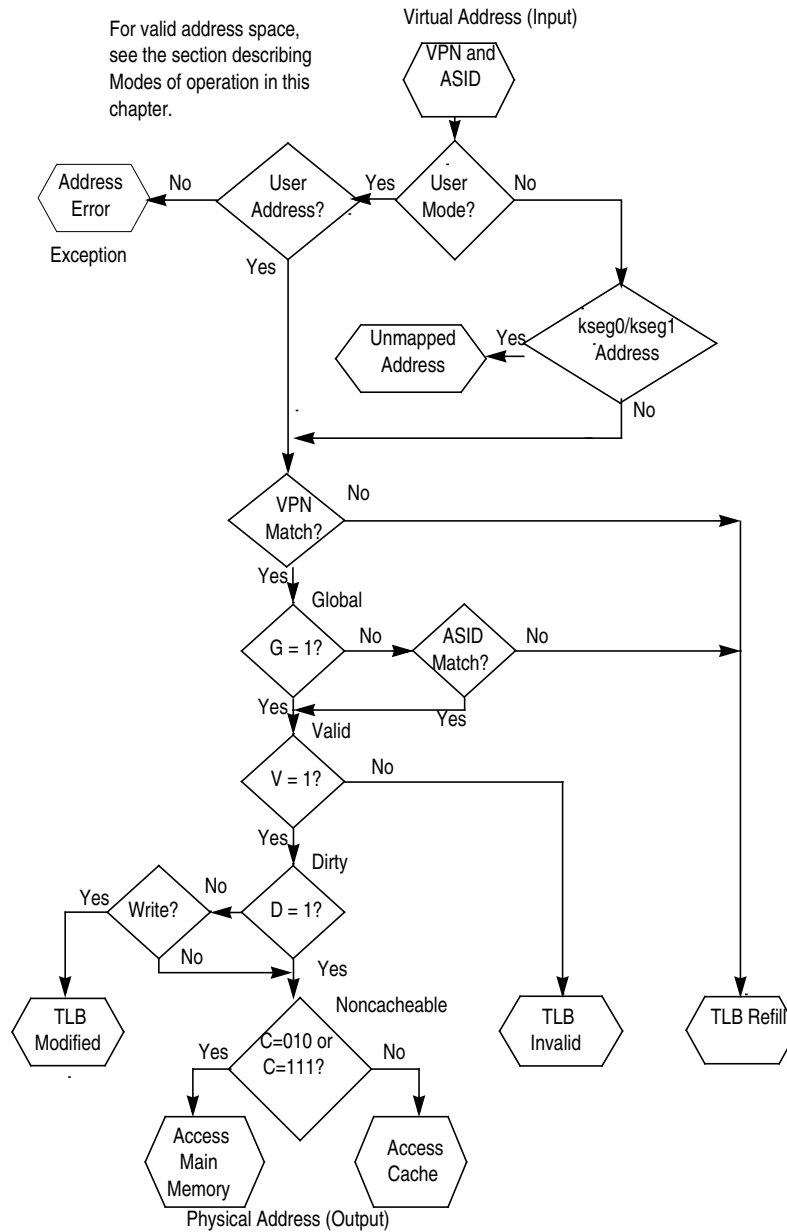 For valid address space,
see the section describing
Modes of operation in this
chapter.
Virtual Address (Input)
VPN and
ASID
Address
Error
No
User
Address?
Yes
User
Mode?
No
Exception
Yes
Unmapped
Address
Yes
kseg0/kseg1
Address
No
VPN
Match?
No
Yes
Global
G = 1?
No
ASID
Match?
No
Yes
Yes
Valid
V = 1?
No
Yes
Dirty
Yes
Write?
No
D = 1?
No
Yes
TLB
Modified
Noncacheable
TLB
Invalid
TLB Refill
Yes
C=010 or
C=111?
No
Access
Main
Memory
Access
Cache
Physical Address (Output)